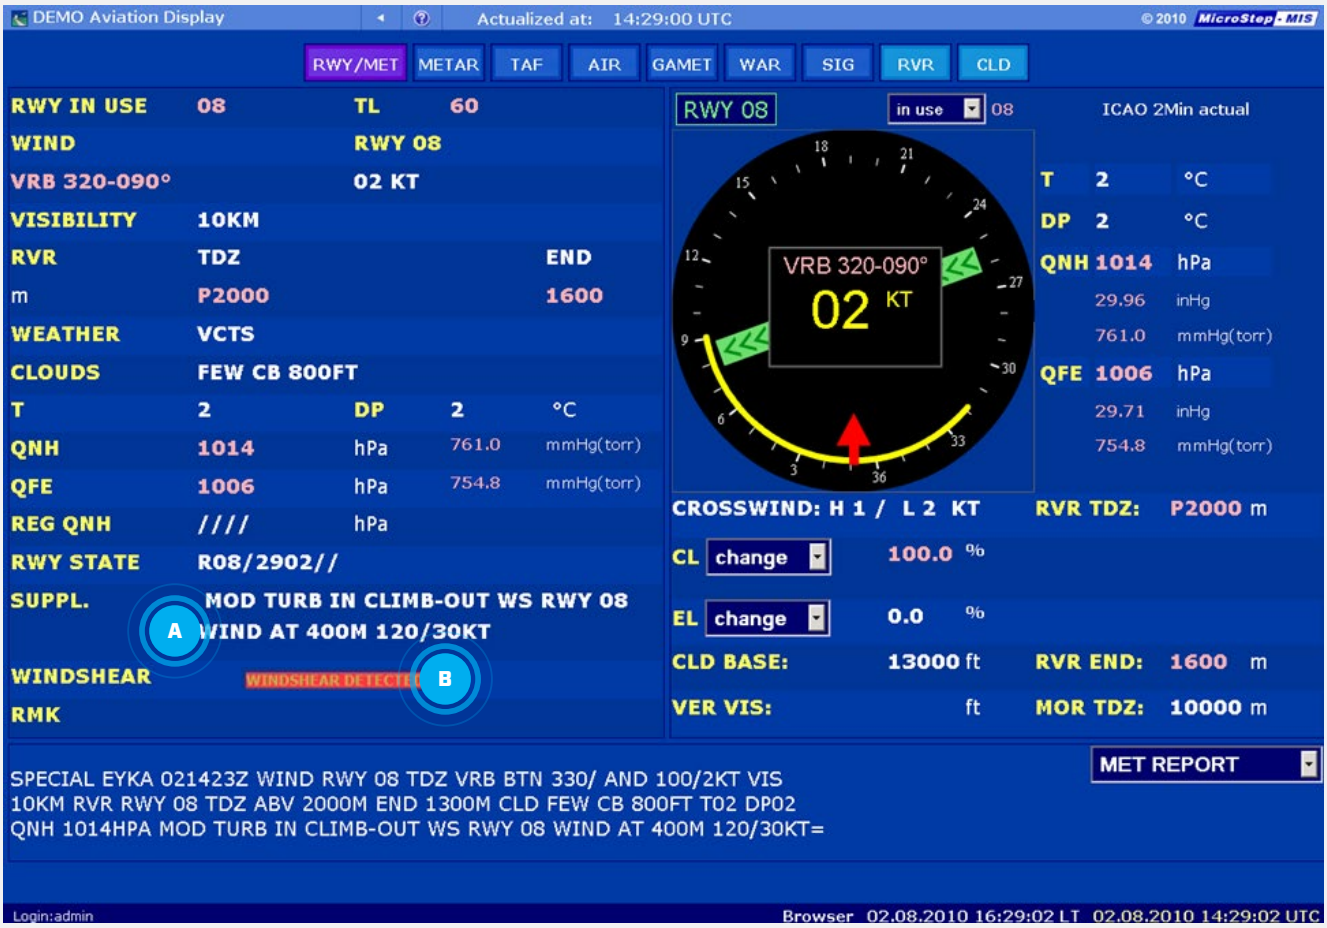 DEMO Aviation Display Actualized at: 14:29:00 UTC © 2010 MicroStep - MIS
RWY/MET METAR TAF AIR GAMET WAR SIG RVR CLD
RWY IN USE 08 TL 60
WIND RWY 08
VRB 320-090° 02 KT
VISIBILITY 10KM
RVR TDZ END
m P2000 1600
WEATHER VCTS
CLOUDS FEW CB 800FT
T 2 DP 2 °C
QNH 1014 hPa 761.0 mmHg(torr)
QFE 1006 hPa 754.8 mmHg(torr)
REG QNH //// hPa
RWY STATE R08/2902//
SUPPL. MOD TURB IN CLIMB-OUT WS RWY 08
A WIND AT 400M 120/30KT
WINDSHEAR WINDSHEAR DETECTED B
RMK
RWY 08 in use 08 ICAO 2Min actual
18 21
15 24
12 27
9 30
6 33
3 36
VRB 320-090°
02 KT
T 2 °C
DP 2 °C
QNH 1014 hPa
29.96 inHg
761.0 mmHg(torr)
QFE 1006 hPa
29.71 inHg
754.8 mmHg(torr)
CROSSWIND: H 1 / L 2 KT RVR TDZ: P2000 m
CL change 100.0 %
EL change 0.0 %
CLD BASE: 13000 ft RVR END: 1600 m
VER VIS: ft MOR TDZ: 10000 m
MET REPORT
SPECIAL EYKA 021423Z WIND RWY 08 TDZ VRB BTN 330/ AND 100/2KT VIS
10KM RVR RWY 08 TDZ ABV 2000M END 1300M CLD FEW CB 800FT T02 DP02
QNH 1014HPA MOD TURB IN CLIMB-OUT WS RWY 08 WIND AT 400M 120/30KT=
Login:admin Browser 02.08.2010 16:29:02 LT 02.08.2010 14:29:02 UTC